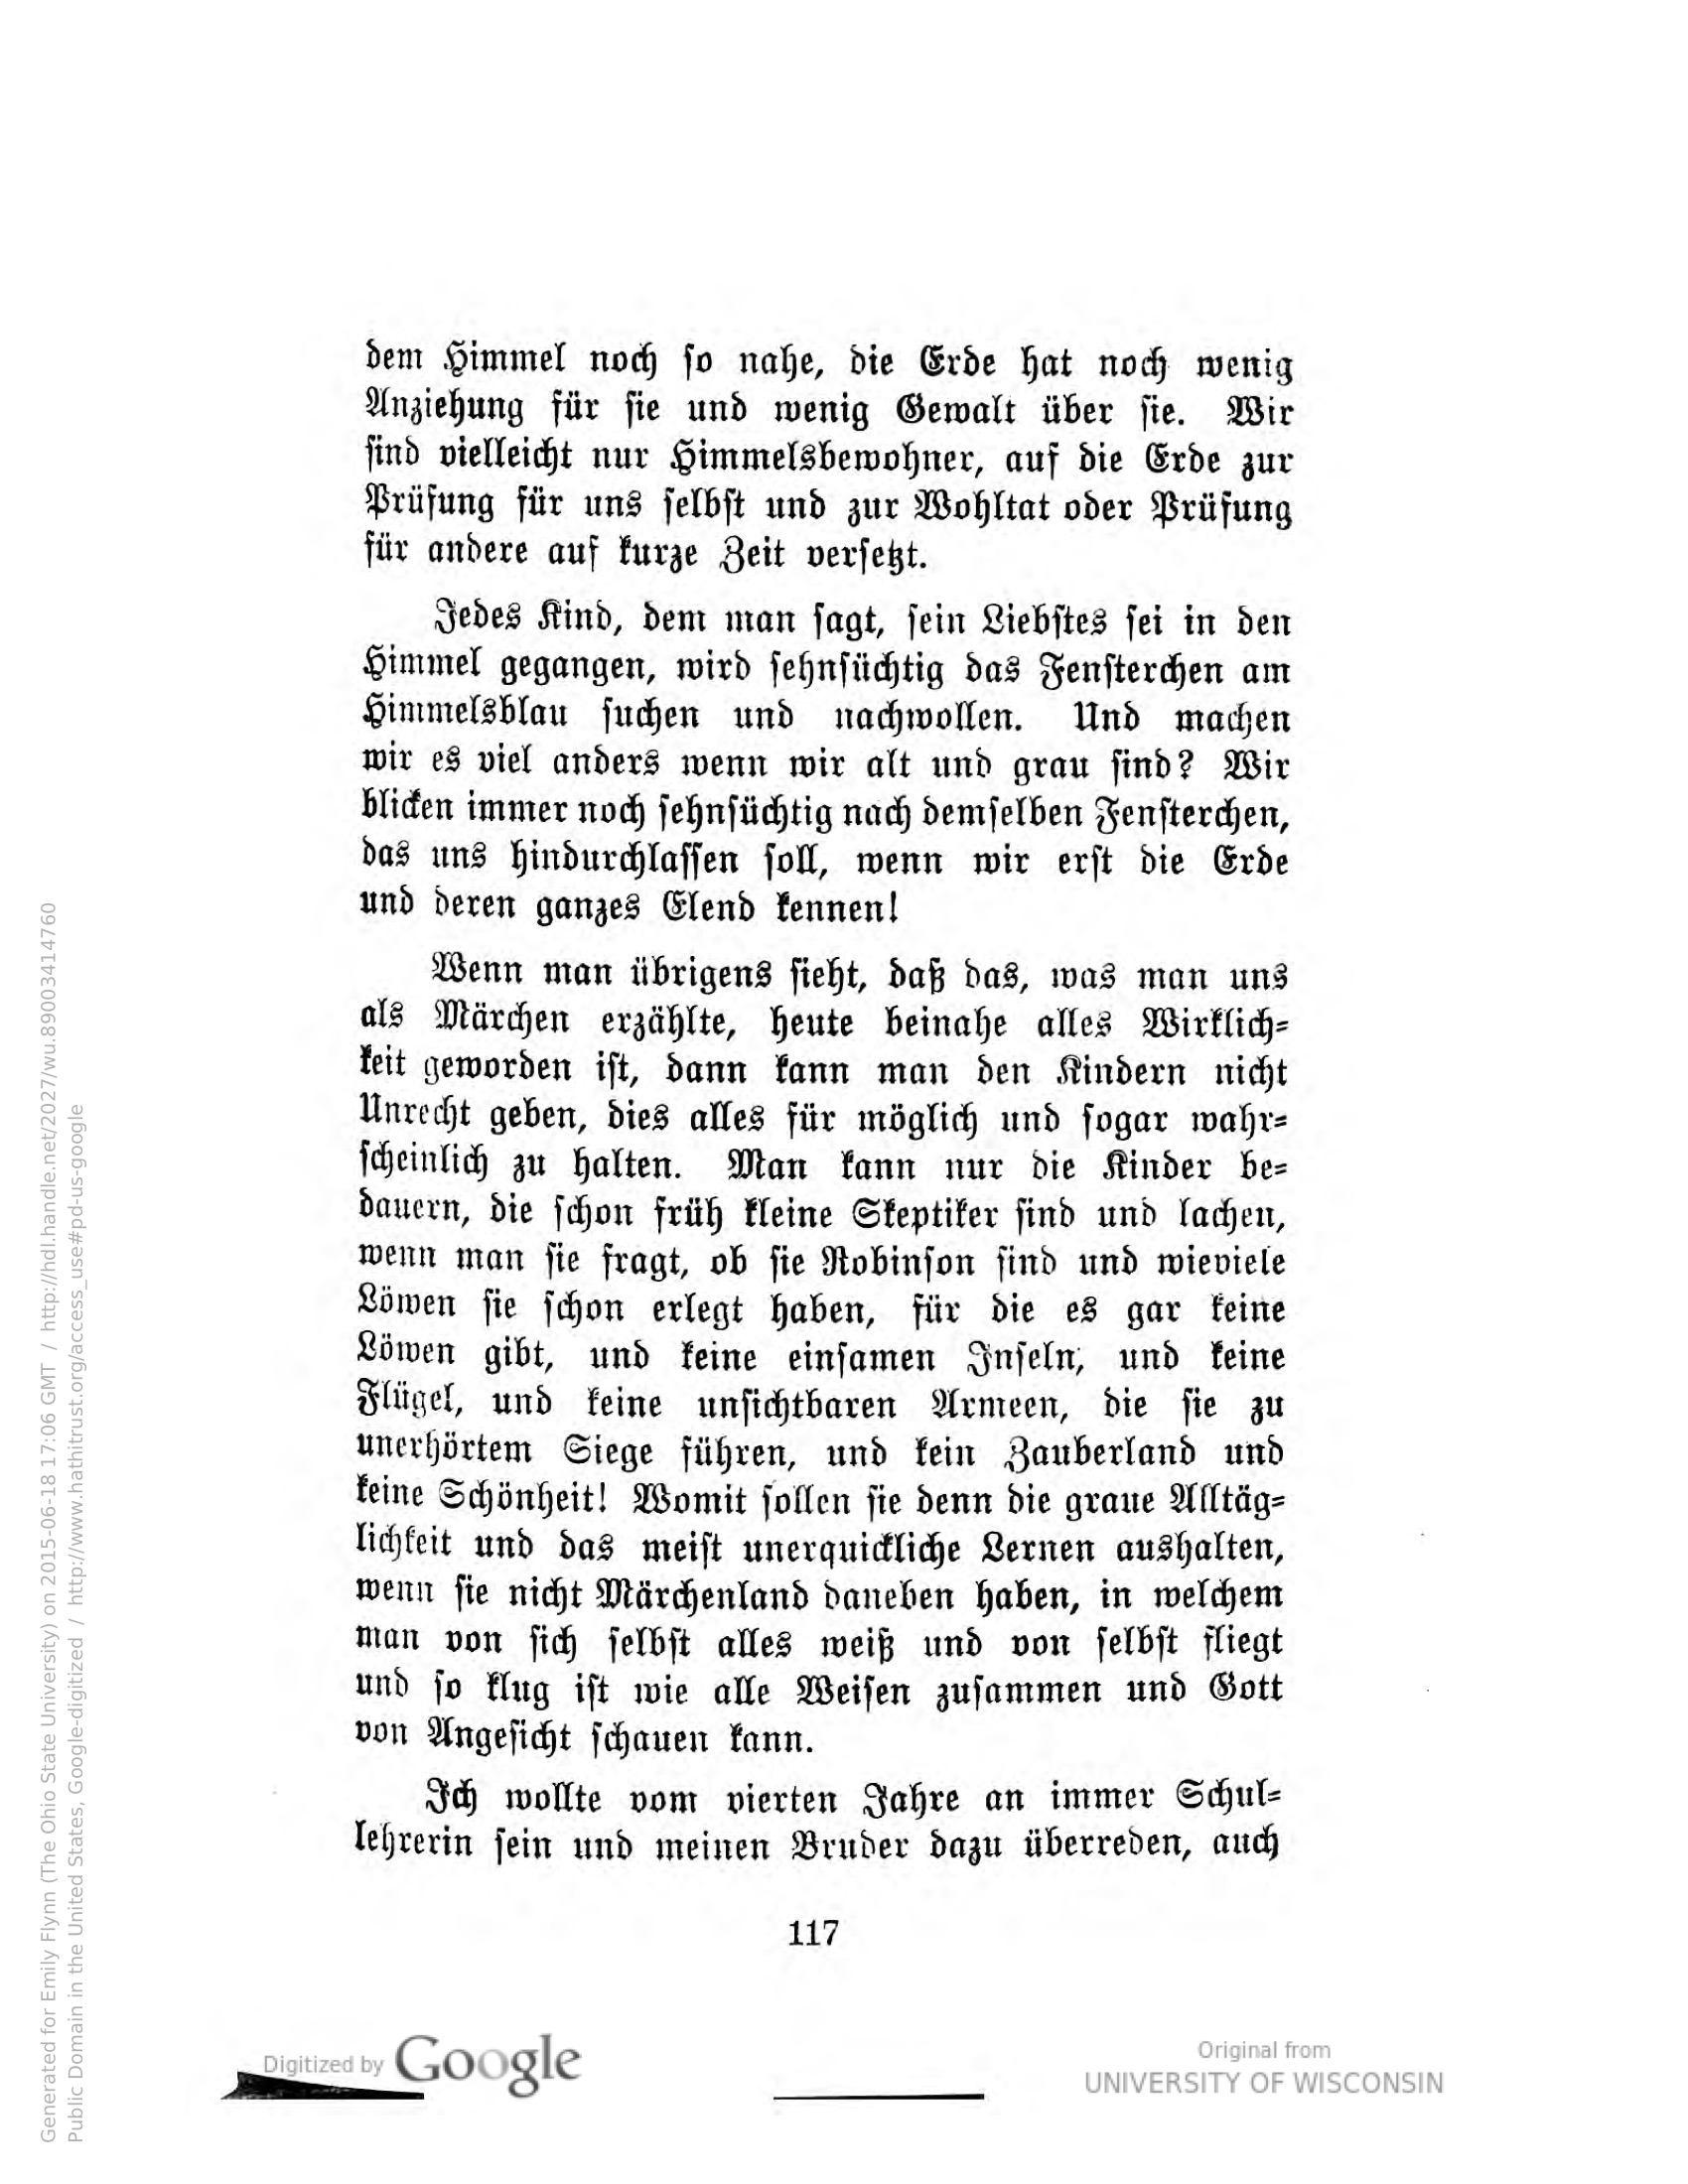 dem Himmel noch so nahe, die Erde hat noch wenig
Anziehung für sie und wenig Gewalt über sie. Wir
sind vielleicht nur Himmelsbewohner, auf die Erde zur
Prüfung für uns selbst und zur Wohltat oder Prüfung
für andere auf kurze Zeit versetzt.
Jedes Kind, dem man sagt, sein Liebstes sei in den
Himmel gegangen, wird sehnsüchtig das Fensterchen am
Himmelsblau suchen und nachwollen. Und machen
wir es viel anders wenn wir alt und grau sind? Wir
blicken immer noch sehnsüchtig nach demselben Fensterchen,
das uns hindurchlassen soll, wenn wir erst die Erde
und deren ganzes Elend kennen!
Wenn man übrigens sieht, daß das, was man uns
als Märchen erzählte, heute beinahe alles Wirklich=
keit geworden ist, dann kann man den Kindern nicht
Unrecht geben, dies alles für möglich und sogar wahr=
scheinlich zu halten. Man kann nur die Kinder be=
dauern, die schon früh kleine Skeptiker sind und lachen,
wenn man sie fragt, ob sie Robinson sind und wieviele
Löwen sie schon erlegt haben, für die es gar keine
Löwen gibt, und keine einsamen Inseln, und keine
Flügel, und keine unsichtbaren Armeen, die sie zu
unerhörtem Siege führen, und kein Zauberland und
keine Schönheit! Womit sollen sie denn die graue Alltäg=
lichkeit und das meist unerquickliche Lernen aushalten,
wenn sie nicht Märchenland daneben haben, in welchem
man von sich selbst alles weiß und von selbst fliegt
und so klug ist wie alle Weisen zusammen und Gott
von Angesicht schauen kann.
Ich wollte vom vierten Jahre an immer Schul=
lehrerin sein und meinen Bruder dazu überreden, auch
117
Digitized by Google
Original from
UNIVERSITY OF WISCONSIN
Generated for Emily Flynn (The Ohio State University) on 2015-06-18 17:06 GMT / http://hdl.handle.net/2027/wu.89003414760
Public Domain in the United States, Google-digitized / http://www.hathitrust.org/access_use#pd-us-google